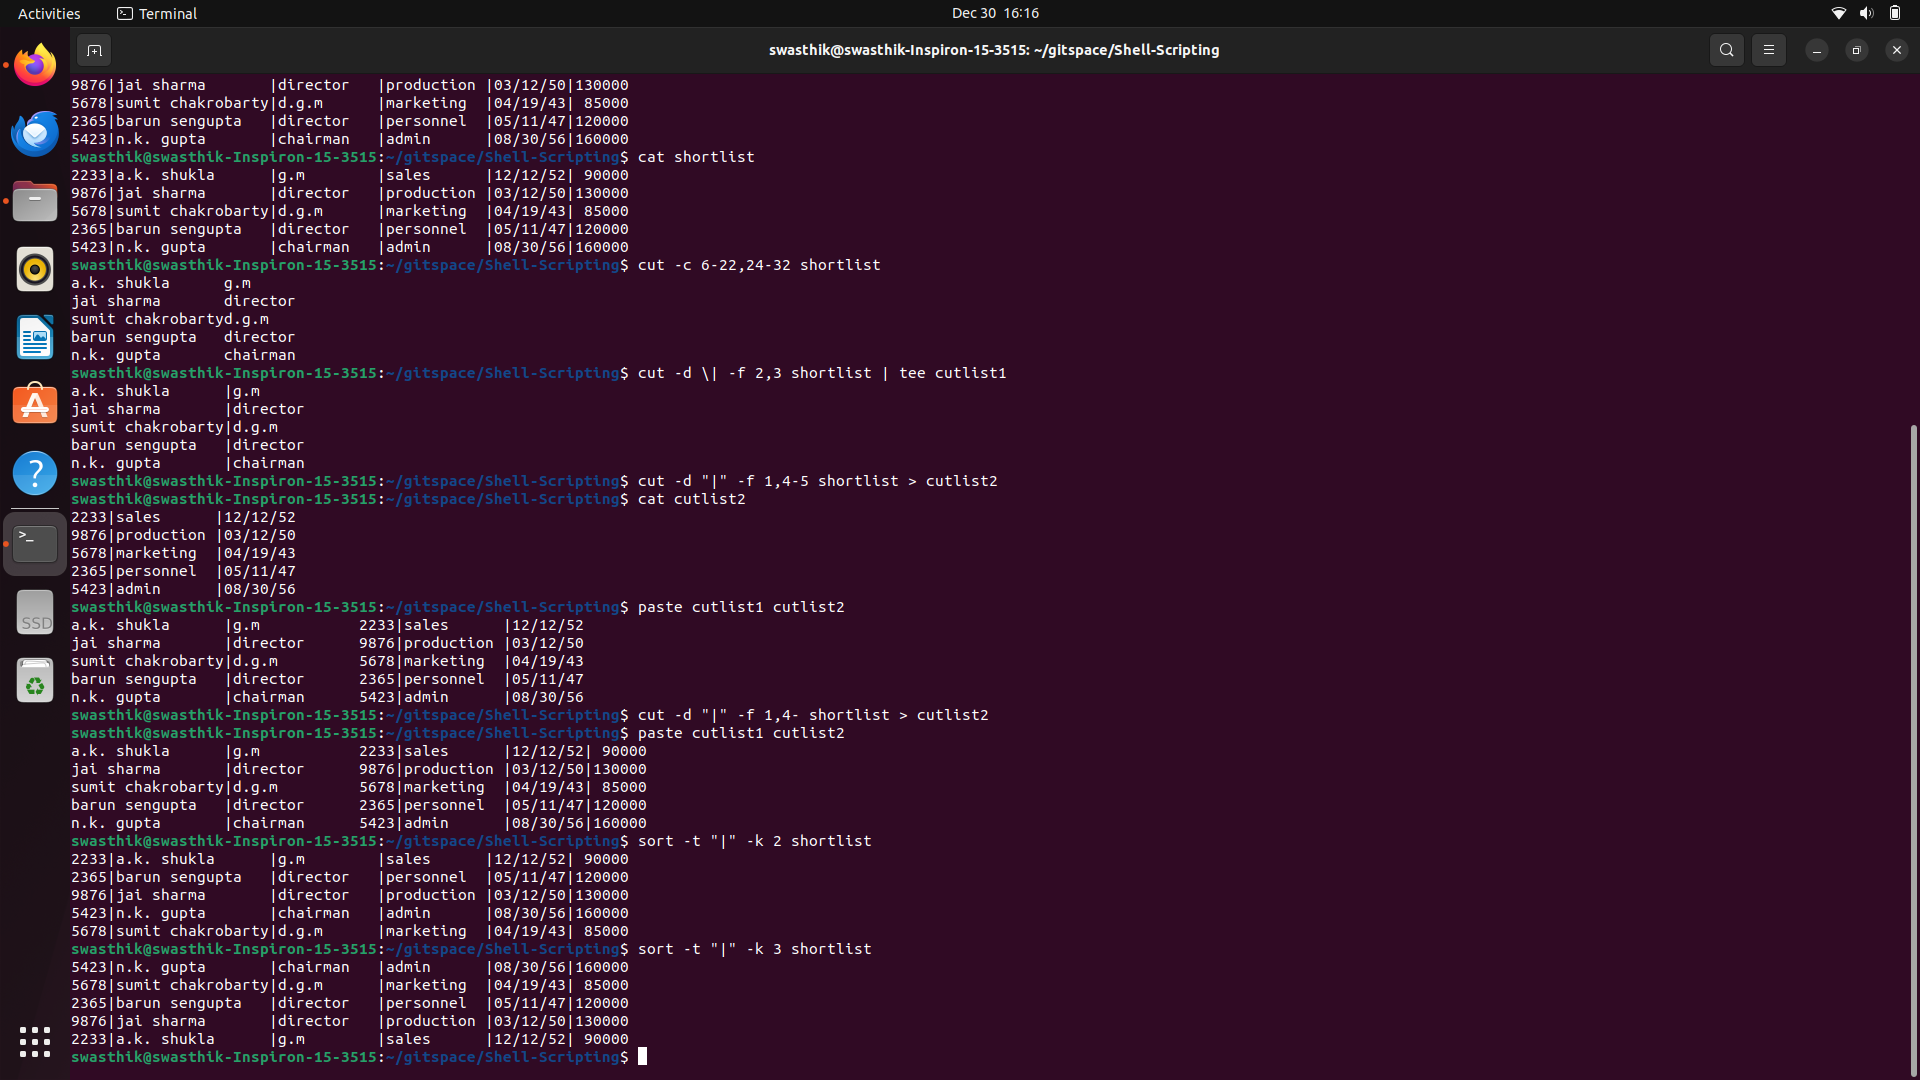 Activities Terminal Dec 30 16:16
swasthik@swasthik-Inspiron-15-3515: ~/gitspace/Shell-Scripting
9876|jai sharma       |director   |production |03/12/50|130000
5678|sumit chakrobarty|d.g.m      |marketing  |04/19/43| 85000
2365|barun sengupta   |director   |personnel  |05/11/47|120000
5423|n.k. gupta       |chairman   |admin      |08/30/56|160000
swasthik@swasthik-Inspiron-15-3515:~/gitspace/Shell-Scripting$ cat shortlist
2233|a.k. shukla      |g.m        |sales      |12/12/52| 90000
9876|jai sharma       |director   |production |03/12/50|130000
5678|sumit chakrobarty|d.g.m      |marketing  |04/19/43| 85000
2365|barun sengupta   |director   |personnel  |05/11/47|120000
5423|n.k. gupta       |chairman   |admin      |08/30/56|160000
swasthik@swasthik-Inspiron-15-3515:~/gitspace/Shell-Scripting$ cut -c 6-22,24-32 shortlist
a.k. shukla      g.m
jai sharma       director
sumit chakrobartyd.g.m
barun sengupta   director
n.k. gupta       chairman
swasthik@swasthik-Inspiron-15-3515:~/gitspace/Shell-Scripting$ cut -d \| -f 2,3 shortlist | tee cutlist1
a.k. shukla      |g.m
jai sharma       |director
sumit chakrobarty|d.g.m
barun sengupta   |director
n.k. gupta       |chairman
swasthik@swasthik-Inspiron-15-3515:~/gitspace/Shell-Scripting$ cut -d "|" -f 1,4-5 shortlist > cutlist2
swasthik@swasthik-Inspiron-15-3515:~/gitspace/Shell-Scripting$ cat cutlist2
2233|sales      |12/12/52
9876|production |03/12/50
5678|marketing  |04/19/43
2365|personnel  |05/11/47
5423|admin      |08/30/56
swasthik@swasthik-Inspiron-15-3515:~/gitspace/Shell-Scripting$ paste cutlist1 cutlist2
a.k. shukla      |g.m           2233|sales      |12/12/52
jai sharma       |director      9876|production |03/12/50
sumit chakrobarty|d.g.m         5678|marketing  |04/19/43
barun sengupta   |director      2365|personnel  |05/11/47
n.k. gupta       |chairman      5423|admin      |08/30/56
swasthik@swasthik-Inspiron-15-3515:~/gitspace/Shell-Scripting$ cut -d "|" -f 1,4- shortlist > cutlist2
swasthik@swasthik-Inspiron-15-3515:~/gitspace/Shell-Scripting$ paste cutlist1 cutlist2
a.k. shukla      |g.m           2233|sales      |12/12/52| 90000
jai sharma       |director      9876|production |03/12/50|130000
sumit chakrobarty|d.g.m         5678|marketing  |04/19/43| 85000
barun sengupta   |director      2365|personnel  |05/11/47|120000
n.k. gupta       |chairman      5423|admin      |08/30/56|160000
swasthik@swasthik-Inspiron-15-3515:~/gitspace/Shell-Scripting$ sort -t "|" -k 2 shortlist
2233|a.k. shukla      |g.m        |sales      |12/12/52| 90000
2365|barun sengupta   |director   |personnel  |05/11/47|120000
9876|jai sharma       |director   |production |03/12/50|130000
5423|n.k. gupta       |chairman   |admin      |08/30/56|160000
5678|sumit chakrobarty|d.g.m      |marketing  |04/19/43| 85000
swasthik@swasthik-Inspiron-15-3515:~/gitspace/Shell-Scripting$ sort -t "|" -k 3 shortlist
5423|n.k. gupta       |chairman   |admin      |08/30/56|160000
5678|sumit chakrobarty|d.g.m      |marketing  |04/19/43| 85000
2365|barun sengupta   |director   |personnel  |05/11/47|120000
9876|jai sharma       |director   |production |03/12/50|130000
2233|a.k. shukla      |g.m        |sales      |12/12/52| 90000
swasthik@swasthik-Inspiron-15-3515:~/gitspace/Shell-Scripting$
SSD